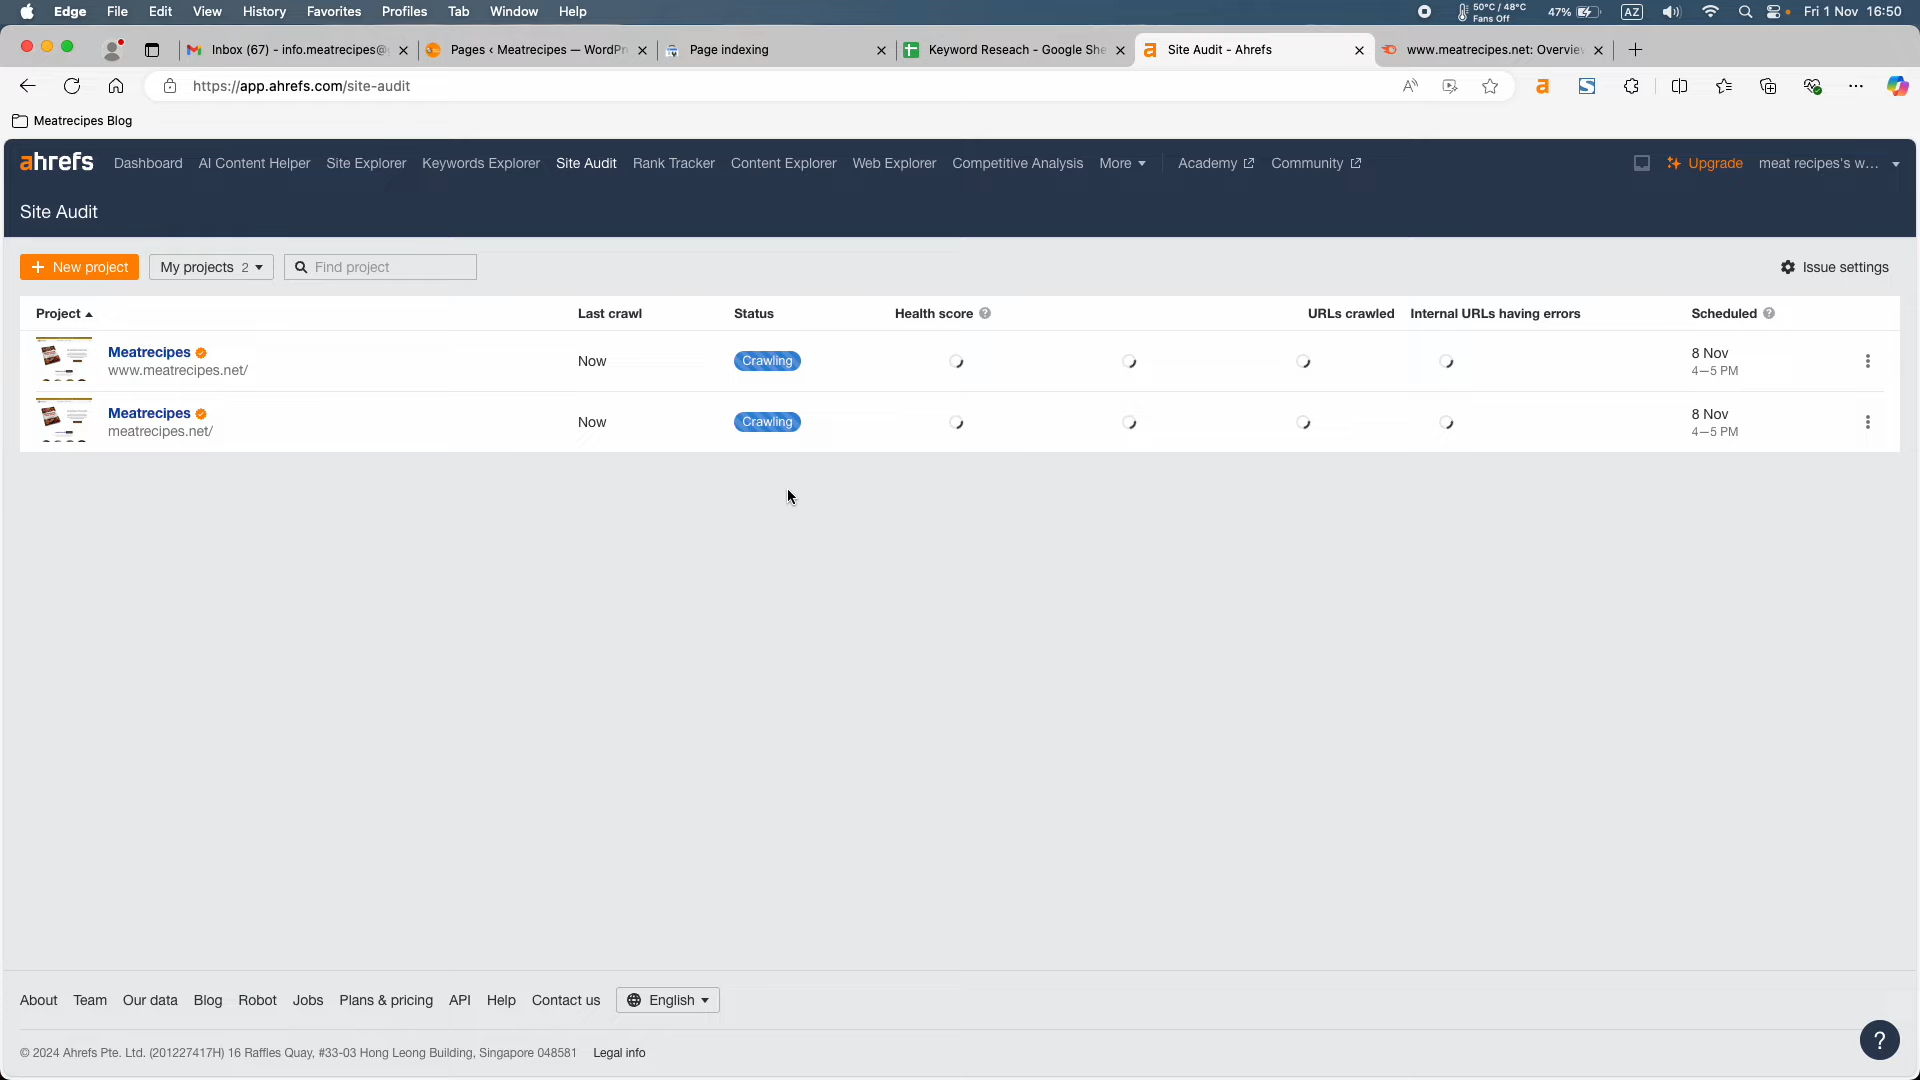 Edge File Edit View History Favorites Profiles Tab Window Help 50°C / 48°C Fans Off 47% AZ Fri 1 Nov 16:50
Inbox (67) - info.meatrecipes@ Pages ‹ Meatrecipes — WordPr Page indexing Keyword Reseach - Google She Site Audit - Ahrefs www.meatrecipes.net: Overvie
https://app.ahrefs.com/site-audit
Meatrecipes Blog
ahrefs Dashboard AI Content Helper Site Explorer Keywords Explorer Site Audit Rank Tracker Content Explorer Web Explorer Competitive Analysis More Academy Community Upgrade meat recipes's w...
Site Audit
+ New project My projects 2 Find project Issue settings
Project Last crawl Status Health score ? URLs crawled Internal URLs having errors Scheduled ?
Meatrecipes Now Crawling 8 Nov
www.meatrecipes.net/ 4—5 PM
Meatrecipes Now Crawling 8 Nov
meatrecipes.net/ 4—5 PM
About Team Our data Blog Robot Jobs Plans & pricing API Help Contact us English
© 2024 Ahrefs Pte. Ltd. (201227417H) 16 Raffles Quay, #33-03 Hong Leong Building, Singapore 048581 Legal info
?